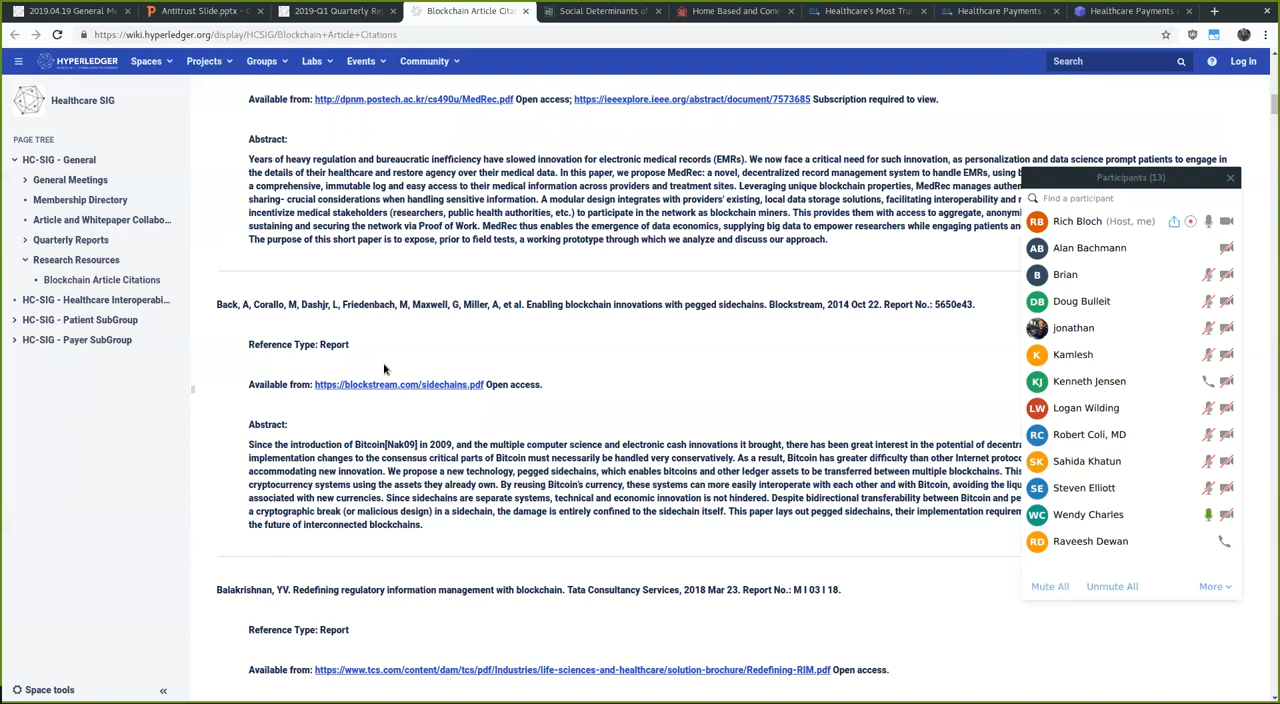 2019.04.19 General M
Antitrust Slide.pptx - G
2019-Q1 Quarterly Re
Blockchain Article Cita
Social Determinants of
Home Based and Com
Healthcare's Most Trus
Healthcare Payments
Healthcare Payments
https://wiki.hyperledger.org/display/HCSIG/Blockchain+Article+Citations
HYPERLEDGER
Spaces
Projects
Groups
Labs
Events
Community
Search
Log in
Healthcare SIG
PAGE TREE
HC-SIG - General
General Meetings
Membership Directory
Article and Whitepaper Collabo...
Quarterly Reports
Research Resources
Blockchain Article Citations
HC-SIG - Healthcare Interoperabi...
HC-SIG - Patient SubGroup
HC-SIG - Payer SubGroup
Space tools
Available from: http://dpnm.postech.ac.kr/cs490u/MedRec.pdf Open access; https://ieeexplore.ieee.org/abstract/document/7573685 Subscription required to view.
Abstract:
Years of heavy regulation and bureaucratic inefficiency have slowed innovation for electronic medical records (EMRs). We now face a critical need for such innovation, as personalization and data science prompt patients to engage in
the details of their healthcare and restore agency over their medical data. In this paper, we propose MedRec: a novel, decentralized record management system to handle EMRs, using b
a comprehensive, immutable log and easy access to their medical information across providers and treatment sites. Leveraging unique blockchain properties, MedRec manages authen
sharing- crucial considerations when handling sensitive information. A modular design integrates with providers' existing, local data storage solutions, facilitating interoperability and m
incentivize medical stakeholders (researchers, public health authorities, etc.) to participate in the network as blockchain miners. This provides them with access to aggregate, anonymi
sustaining and securing the network via Proof of Work. MedRec thus enables the emergence of data economics, supplying big data to empower researchers while engaging patients an
The purpose of this short paper is to expose, prior to field tests, a working prototype through which we analyze and discuss our approach.
Back, A, Corallo, M, Dashjr, L, Friedenbach, M, Maxwell, G, Miller, A, et al. Enabling blockchain innovations with pegged sidechains. Blockstream, 2014 Oct 22. Report No.: 5650e43.
Reference Type: Report
Available from: https://blockstream.com/sidechains.pdf Open access.
Abstract:
Since the introduction of Bitcoin[Nak09] in 2009, and the multiple computer science and electronic cash innovations it brought, there has been great interest in the potential of decentra
implementation changes to the consensus critical parts of Bitcoin must necessarily be handled very conservatively. As a result, Bitcoin has greater difficulty than other Internet protoco
accommodating new innovation. We propose a new technology, pegged sidechains, which enables bitcoins and other ledger assets to be transferred between multiple blockchains. This
cryptocurrency systems using the assets they already own. By reusing Bitcoin's currency, these systems can more easily interoperate with each other and with Bitcoin, avoiding the liqu
associated with new currencies. Since sidechains are separate systems, technical and economic innovation is not hindered. Despite bidirectional transferability between Bitcoin and pe
a cryptographic break (or malicious design) in a sidechain, the damage is entirely confined to the sidechain itself. This paper lays out pegged sidechains, their implementation requirem
the future of interconnected blockchains.
Balakrishnan, YV. Redefining regulatory information management with blockchain. Tata Consultancy Services, 2018 Mar 23. Report No.: M I 03 I 18.
Reference Type: Report
Available from: https://www.tcs.com/content/dam/tcs/pdf/Industries/life-sciences-and-healthcare/solution-brochure/Redefining-RIM.pdf Open access.
Participants (13)
Find a participant
RB Rich Bloch (Host, me)
AB Alan Bachmann
B Brian
DB Doug Bulleit
jonathan
K Kamlesh
KJ Kenneth Jensen
LW Logan Wilding
RC Robert Coli, MD
SK Sahida Khatun
SE Steven Elliott
WC Wendy Charles
RD Raveesh Dewan
Mute All
Unmute All
More